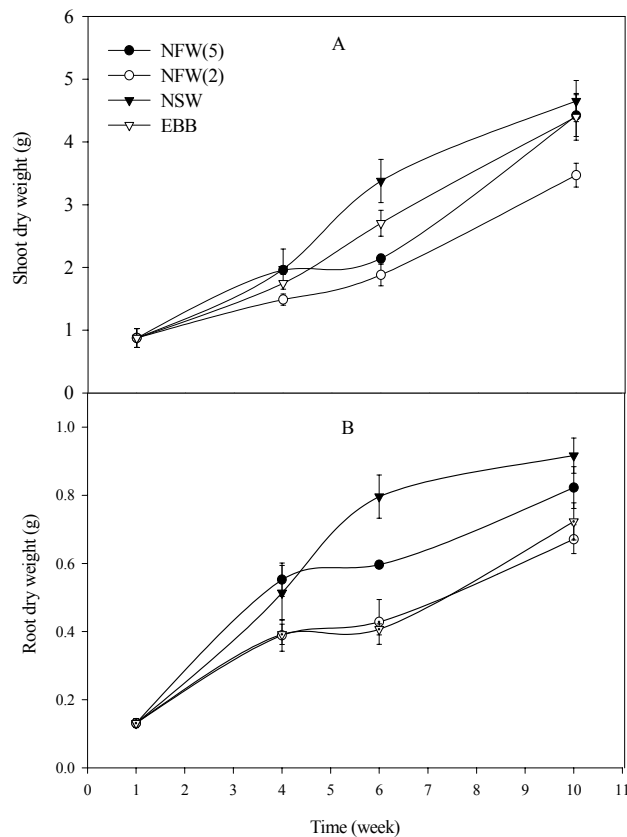 A
NFW(5)
NFW(2)
NSW
EBB
Shoot dry weight (g)
6
5
4
3
2
1
0
B
Root dry weight (g)
1.0
0.8
0.6
0.4
0.2
0.0
0 1 2 3 4 5 6 7 8 9 10 11
Time (week)